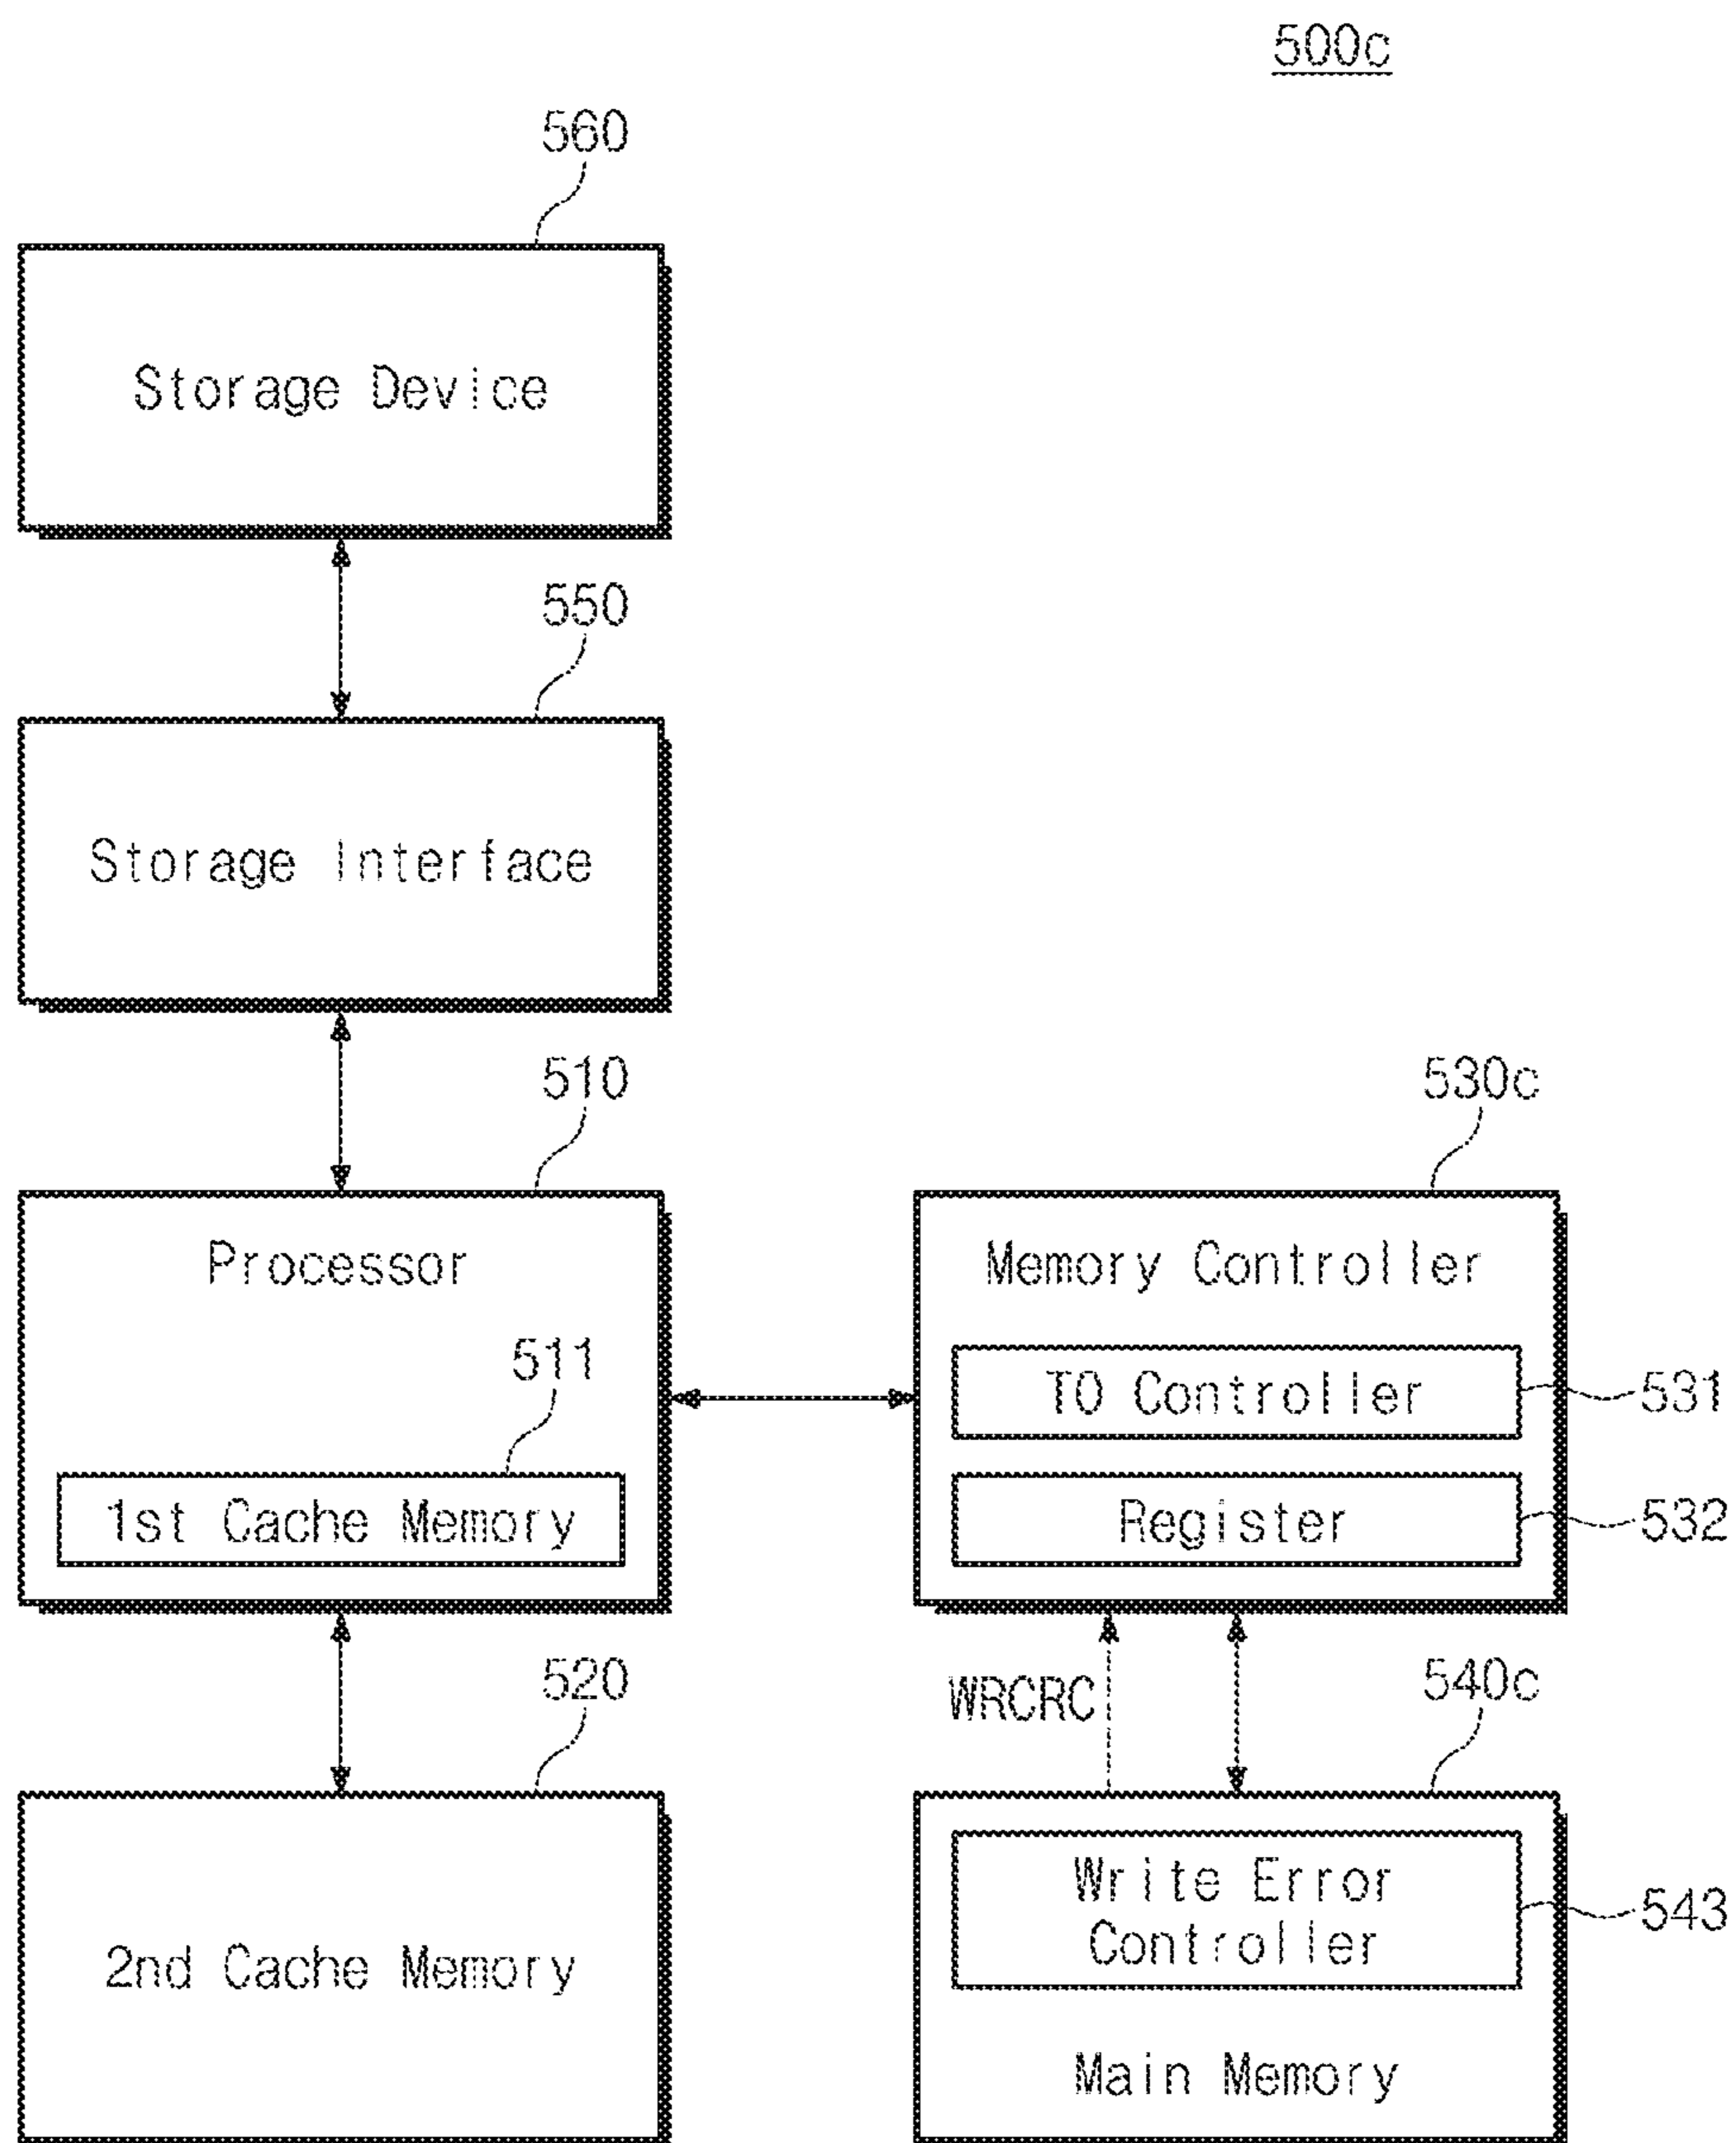 500c
560
Storage Device
550
Storage Interface
510
530c
Processor
Memory Controller
511
TO Controller
531
1st Cache Memory
Register
532
520
WRCRC
540c
2nd Cache Memory
Write Error
Controller
543
Main Memory